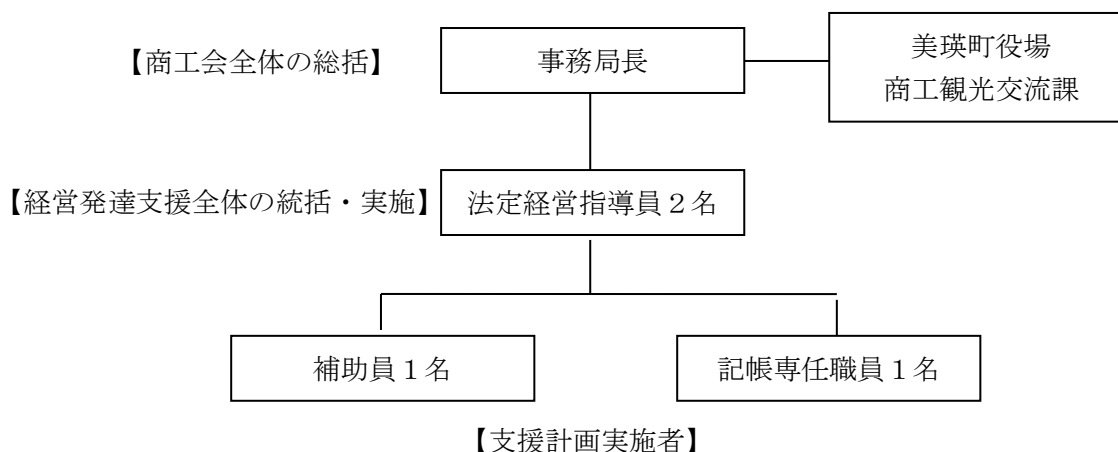 【商工会全体の総括】
事務局長
美瑛町役場
商工観光交流課
【経営発達支援全体の統括・実施】
法定経営指導員２名
補助員１名
記帳専任職員１名
【支援計画実施者】